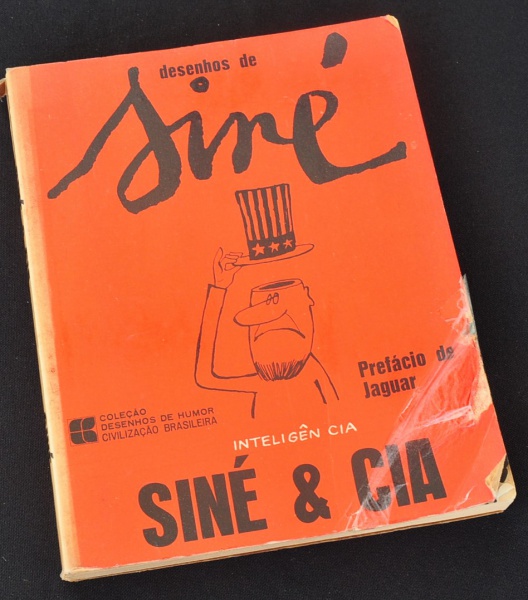 desenhos de
siné
Prefácio de
Jaguar
COLEÇÃO
DESENHOS DE HUMOR
CIVILIZAÇÃO BRASILEIRA
INTELIGÊN CIA
SINÉ & CIA